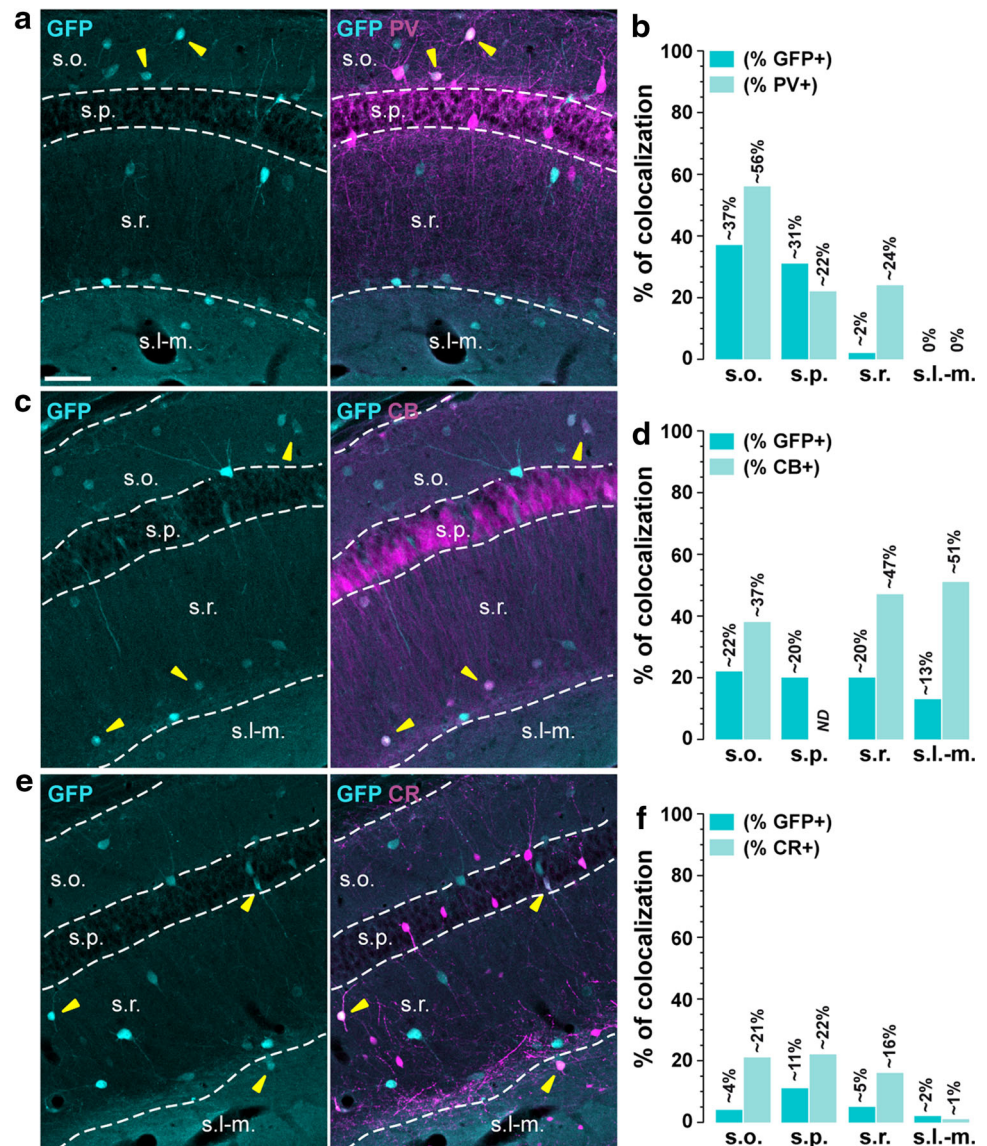 a
GFP
s.o.
s.p.
s.r.
s.l-m.
GFP PV
s.o.
s.p.
s.r.
s.l-m.
b
% of colocalization
100
80
60
40
20
0
(% GFP+)
(% PV+)
~37%
~56%
~31%
~22%
~2%
~24%
0%
0%
s.o.
s.p.
s.r.
s.l.-m.
c
GFP
s.o.
s.p.
s.r.
s.l-m.
GFP CB
s.o.
s.p.
s.r.
s.l-m.
d
% of colocalization
100
80
60
40
20
0
(% GFP+)
(% CB+)
~22%
~37%
~20%
ND
~20%
~47%
~13%
~51%
s.o.
s.p.
s.r.
s.l.-m.
e
GFP
s.o.
s.p.
s.r.
s.l-m.
GFP CR
s.o.
s.p.
s.r.
s.l-m.
f
% of colocalization
100
80
60
40
20
0
(% GFP+)
(% CR+)
~4%
~21%
~11%
~22%
~5%
~16%
~2%
~1%
s.o.
s.p.
s.r.
s.l.-m.